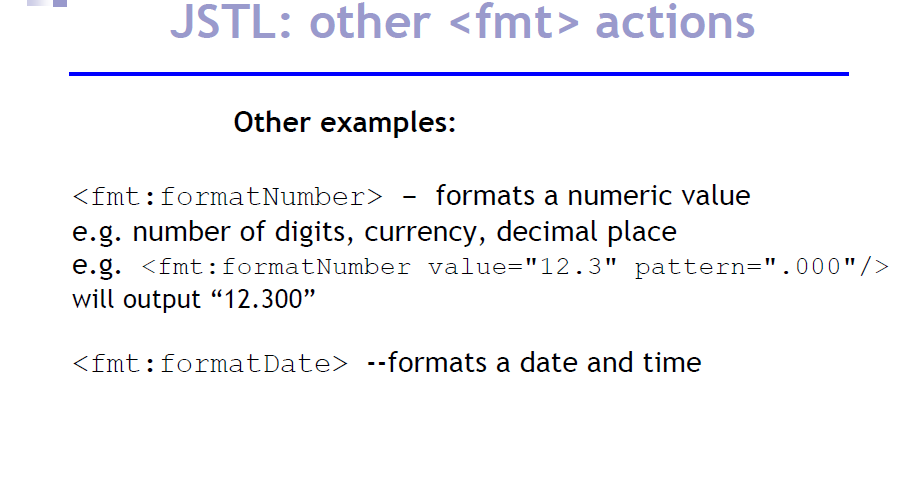 JSTL: other <fmt> actions
Other examples:
<fmt:formatNumber> – formats a numeric value
e.g. number of digits, currency, decimal place
e.g. <fmt:formatNumber value="12.3" pattern=".000"/>
will output “12.300”
<fmt:formatDate> --formats a date and time